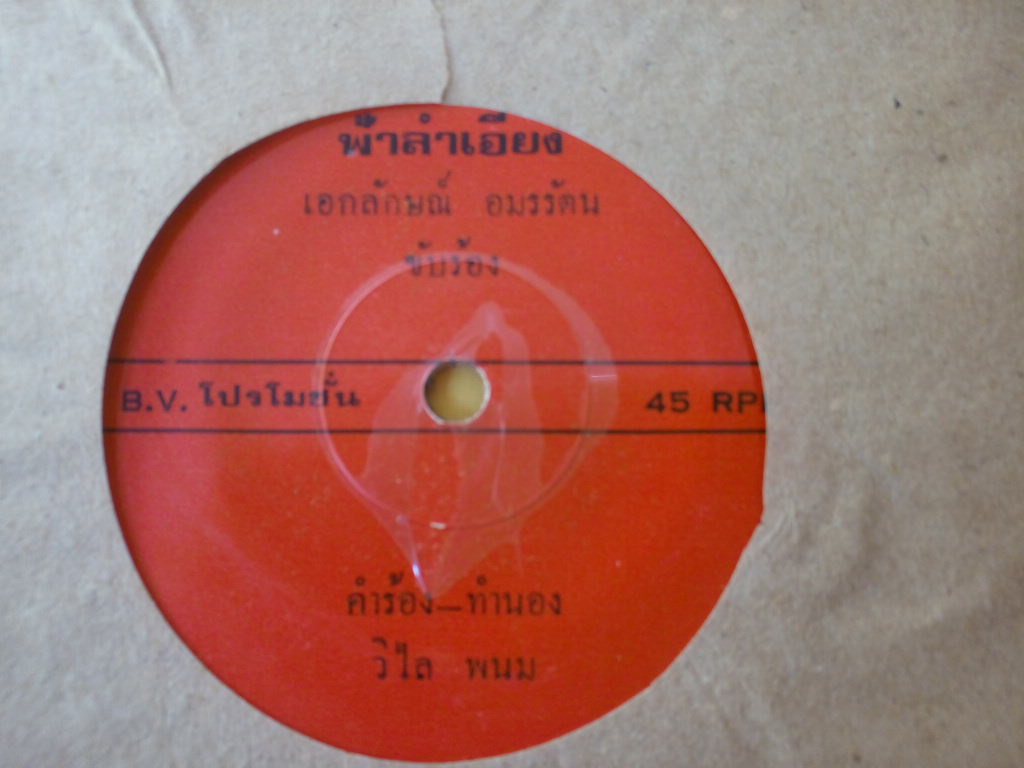 ฟ้าลำเอียง
เอกลักษณ์ อมรรัตน
ขับร้อง
B.V. โปรโมชั่น 45 RP
คำร้อง–ทำนอง
วิไล พนม